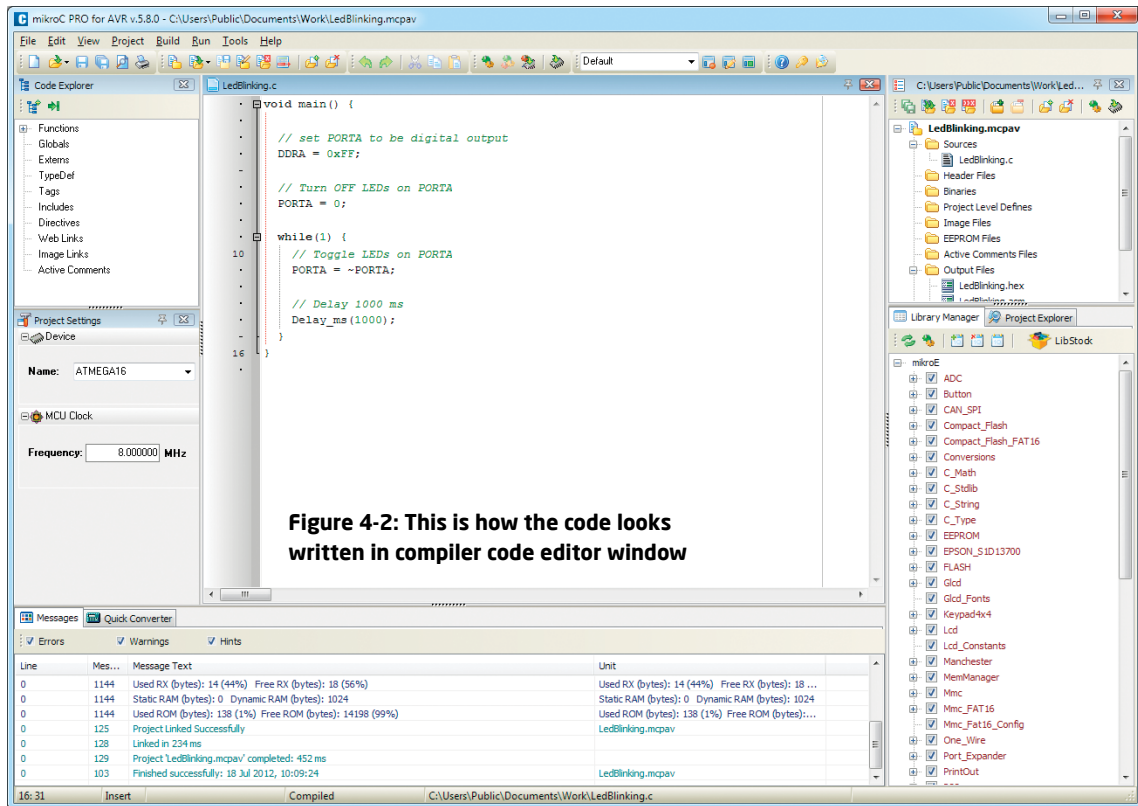 mikroC PRO for AVR v.5.8.0 - C:\Users\Public\Documents\Work\LedBlinking.mcpav
File Edit View Project Build Run Tools Help
Default
Code Explorer
Functions
Globals
Externs
TypeDef
Tags
Includes
Directives
Web Links
Image Links
Active Comments
Project Settings
Device
Name: ATMEGA16
MCU Clock
Frequency: 8.000000 MHz
LedBlinking.c
void main() {
// set PORTA to be digital output
DDRA = 0xFF;
// Turn OFF LEDs on PORTA
PORTA = 0;
while(1) {
10 // Toggle LEDs on PORTA
PORTA = ~PORTA;
// Delay 1000 ms
Delay_ms(1000);
}
16 }
Figure 4-2: This is how the code looks
written in compiler code editor window
C:\Users\Public\Documents\Work\Led...
LedBlinking.mcpav
Sources
LedBlinking.c
Header Files
Binaries
Project Level Defines
Image Files
EEPROM Files
Active Comments Files
Output Files
LedBlinking.hex
LedBlinking.asm
Library Manager Project Explorer
LibStock
mikroE
ADC
Button
CAN_SPI
Compact_Flash
Compact_Flash_FAT16
Conversions
C_Math
C_Stdlib
C_String
C_Type
EEPROM
EPSON_S1D13700
FLASH
Glcd
Glcd_Fonts
Keypad4x4
Lcd
Lcd_Constants
Manchester
MemManager
Mmc
Mmc_FAT16
Mmc_Fat16_Config
One_Wire
Port_Expander
PrintOut
Messages Quick Converter
Errors Warnings Hints
Line Mes... Message Text Unit
0 1144 Used RX (bytes): 14 (44%) Free RX (bytes): 18 (56%) Used RX (bytes): 14 (44%) Free RX (bytes): 18 ...
0 1144 Static RAM (bytes): 0 Dynamic RAM (bytes): 1024 Static RAM (bytes): 0 Dynamic RAM (bytes): 1024
0 1144 Used ROM (bytes): 138 (1%) Free ROM (bytes): 14198 (99%) Used ROM (bytes): 138 (1%) Free ROM (bytes):...
0 125 Project Linked Successfully LedBlinking.mcpav
0 128 Linked in 234 ms
0 129 Project 'LedBlinking.mcpav' completed: 452 ms
0 103 Finished successfully: 18 Jul 2012, 10:09:24 LedBlinking.mcpav
16: 31 Insert Compiled C:\Users\Public\Documents\Work\LedBlinking.c